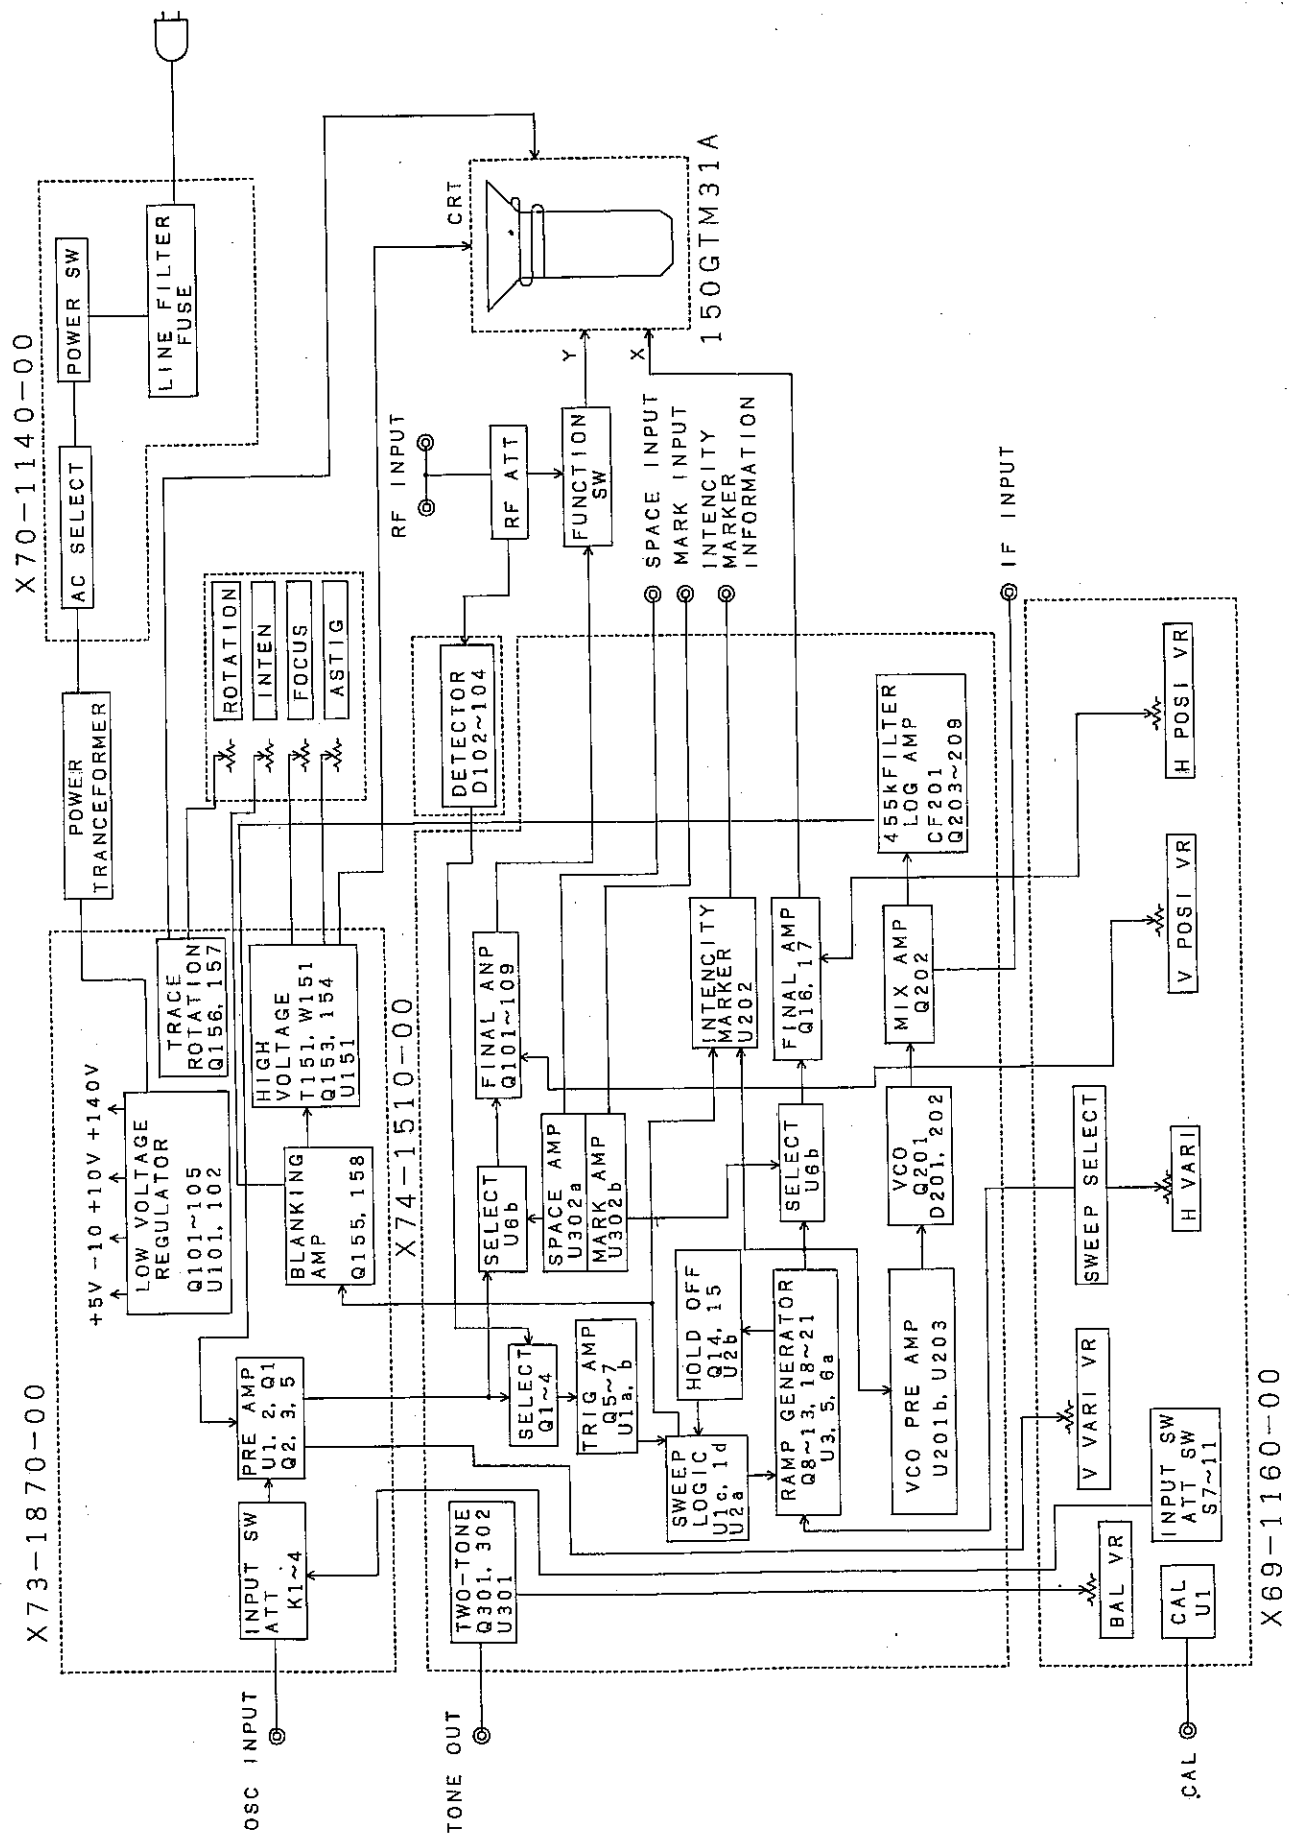 X73-1870-00
+5V -10 +10V +140V
LOW VOLTAGE
REGULATOR
Q101~105
U101, 102
POWER
TRANCEFORMER
X70-1140-00
AC SELECT
POWER SW
LINE FILTER
FUSE
TRACE
ROTATION
Q156, 157
ROTATION
INTEN
FOCUS
ASTIG
OSC INPUT
INPUT SW
ATT
K1~4
PRE AMP
U1, 2, Q1
Q2, 3, 5
BLANKING
AMP
Q155, 158
HIGH
VOLTAGE
T151, W151
Q153, 154
U151
CRT
150GTM31A
X74-1510-00
TONE OUT
TWO-TONE
Q301, 302
U301
SELECT
Q1~4
SELECT
U6b
FINAL ANP
Q101~109
DETECTOR
D102~104
RF INPUT
RF ATT
FUNCTION
SW
Y
X
TRIG AMP
Q5~7
U1a, b
SPACE AMP
U302a
MARK AMP
U302b
SPACE INPUT
MARK INPUT
INTENCITY
MARKER
INFORMATION
SWEEP
LOGIC
U1c, 1d
U2a
HOLD OFF
Q14, 15
U2b
INTENCITY
MARKER
U202
RAMP GENERATOR
Q8~13, 18~21
U3, 5, 6a
SELECT
U6b
FINAL AMP
Q16, 17
VCO PRE AMP
U201b, U203
VCO
Q201
D201, 202
MIX AMP
Q202
455kFILTER
LOG AMP
CF201
Q203~209
IF INPUT
X69-1160-00
CAL
CAL
U1
BAL VR
INPUT SW
ATT SW
S7~11
V VARI VR
SWEEP SELECT
H VARI
V POSI VR
H POSI VR